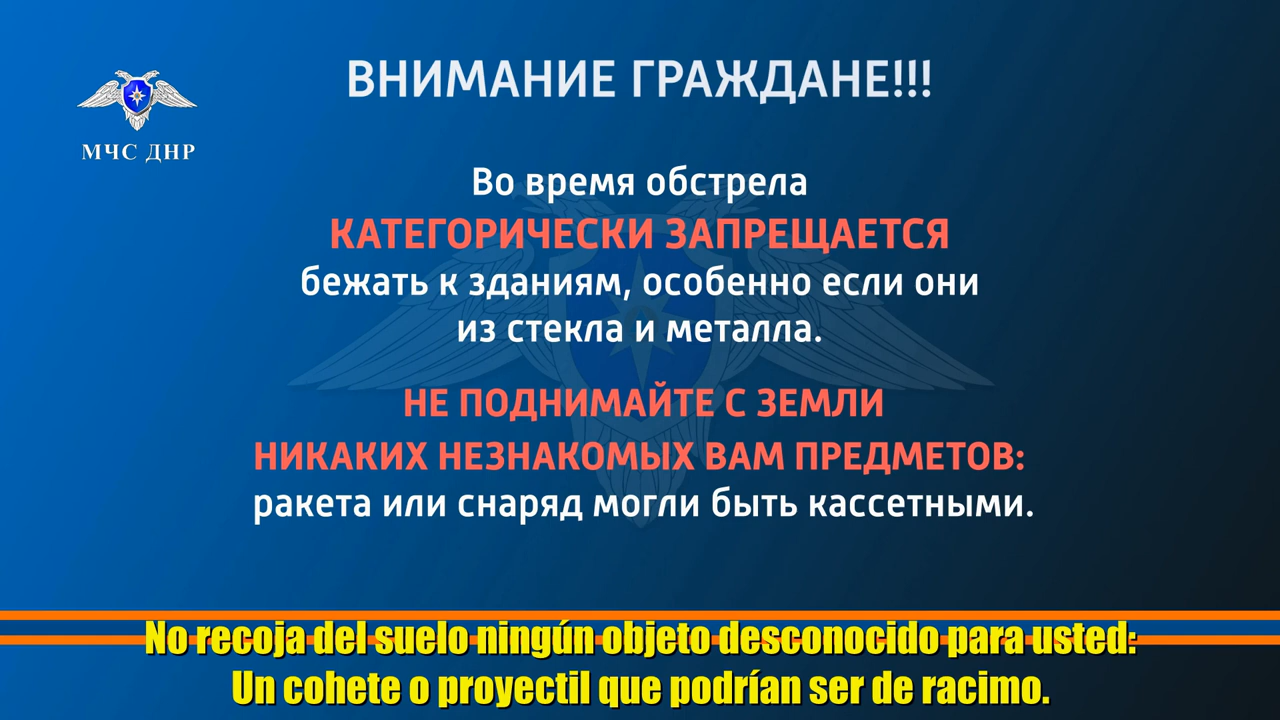 ВНИМАНИЕ ГРАЖДАНЕ!!!
МЧС ДНР
Во время обстрела
КАТЕГОРИЧЕСКИ ЗАПРЕЩАЕТСЯ
бежать к зданиям, особенно если они
из стекла и металла.
НЕ ПОДНИМАЙТЕ С ЗЕМЛИ
НИКАКИХ НЕЗНАКОМЫХ ВАМ ПРЕДМЕТОВ:
ракета или снаряд могли быть кассетными.
No recoja del suelo ningún objeto desconocido para usted:
Un cohete o proyectil que podrían ser de racimo.